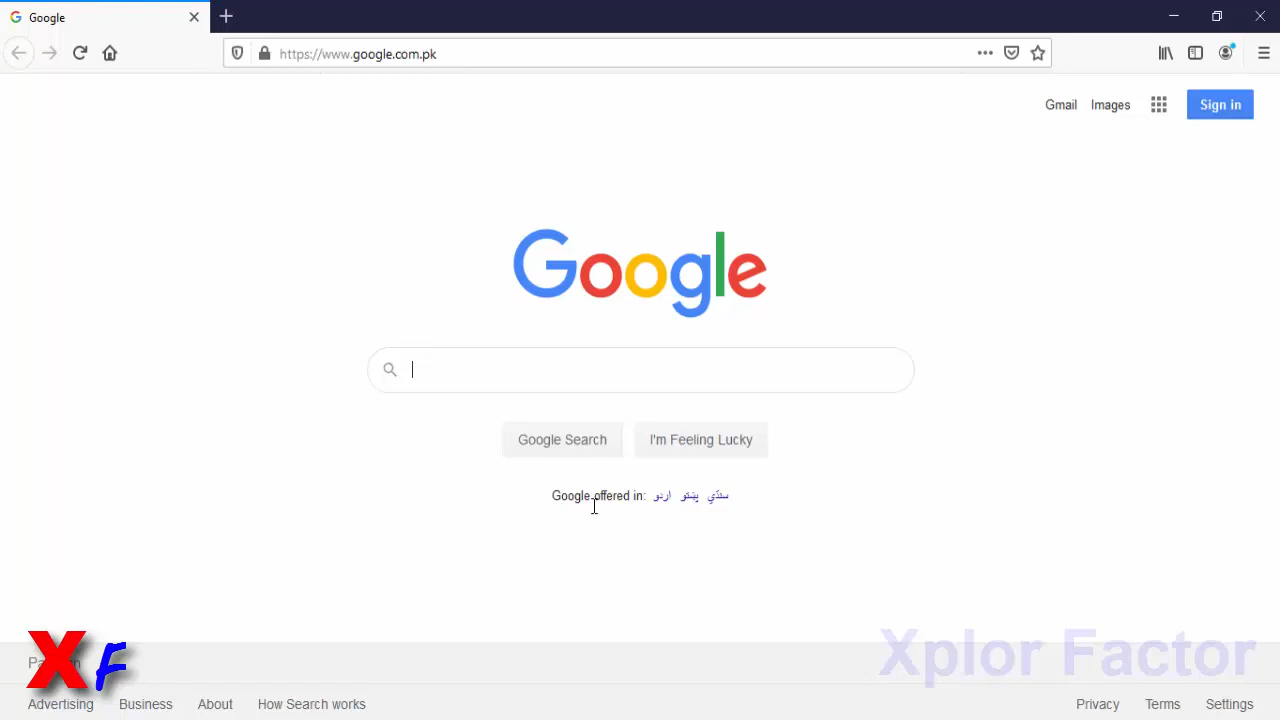 Google
https://www.google.com.pk
Gmail Images Sign in
Google
Google Search I'm Feeling Lucky
Google offered in: اردو پښتو سنڌي
XF
Xplor Factor
Advertising Business About How Search works Privacy Terms Settings